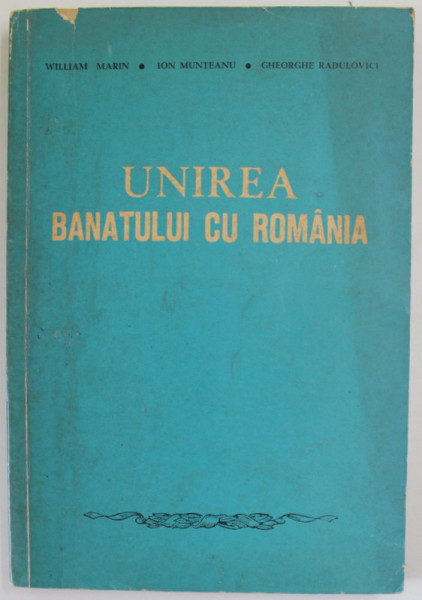 WILLIAM MARIN ● ION MUNTEANU ● GHEORGHE RADULOVICI
UNIREA
BANATULUI CU ROMÂNIA